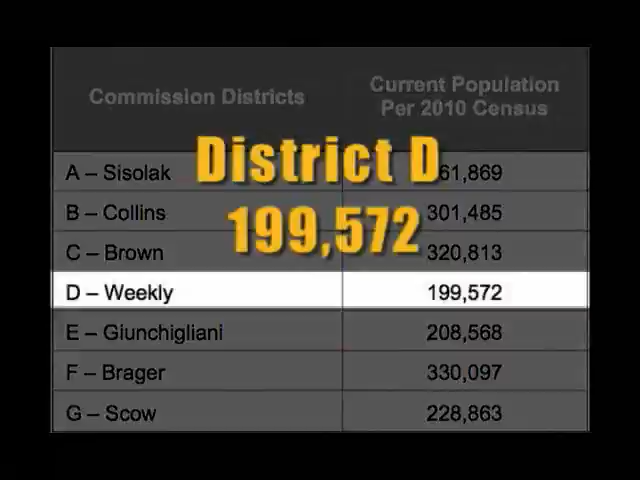 Commission Districts
Current Population
Per 2010 Census
District D
199,572
A – Sisolak 61,869
B – Collins 301,485
C – Brown 320,813
D – Weekly 199,572
E – Giunchigliani 208,568
F – Brager 330,097
G – Scow 228,863